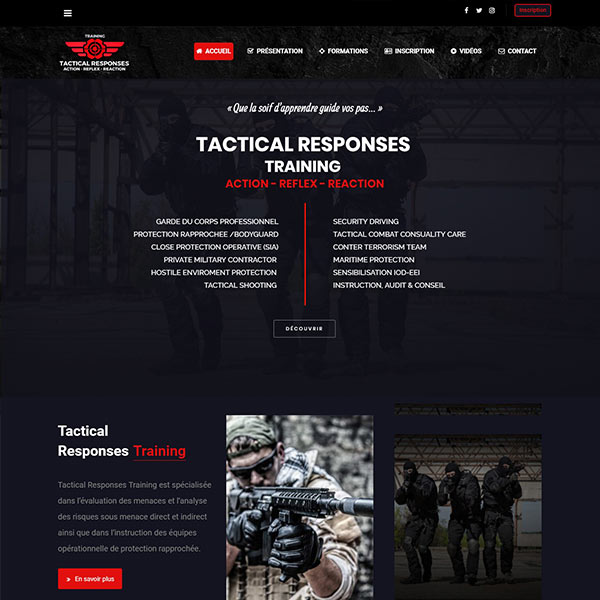 Inscription
TRAINING
TACTICAL RESPONSES
ACTION - REFLEX - REACTION
ACCUEIL
PRÉSENTATION
FORMATIONS
INSCRIPTION
VIDÉOS
CONTACT
« Que la soif d'apprendre guide vos pas... »
TACTICAL RESPONSES
TRAINING
ACTION - REFLEX - REACTION
GARDE DU CORPS PROFESSIONNEL
PROTECTION RAPPROCHEE /BODYGUARD
CLOSE PROTECTION OPERATIVE (SIA)
PRIVATE MILITARY CONTRACTOR
HOSTILE ENVIROMENT PROTECTION
TACTICAL SHOOTING
SECURITY DRIVING
TACTICAL COMBAT CONSUALITY CARE
CONTER TERRORISM TEAM
MARITIME PROTECTION
SENSIBILISATION IOD-EEI
INSTRUCTION, AUDIT & CONSEIL
DÉCOUVRIR
Tactical
Responses Training
Tactical Responses Training est spécialisée
dans l'évaluation des menaces et l'analyse
des risques sous menace direct et indirect
ainsi que dans l'instruction des équipes
opérationnelle de protection rapprochée.
» En savoir plus